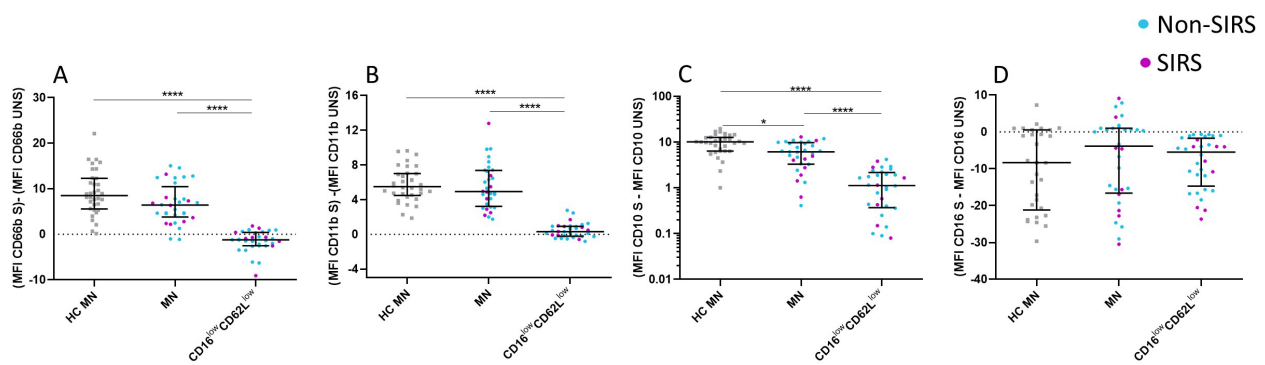 Non-SIRS
SIRS
A
(MFI CD66b S)- (MFI CD66b UNS)
30
20
10
0
-10
****
****
HC MN
MN
CD16lowCD62Llow
B
(MFI CD11b S) -(MFI CD11b UNS)
16
12
8
4
0
-4
****
****
HC MN
MN
CD16lowCD62Llow
C
(MFI CD10 S - MFI CD10 UNS)
100
10
1
0.1
0.01
****
****
*
HC MN
MN
CD16lowCD62Llow
D
(MFI CD16 S - MFI CD16 UNS)
10
0
-10
-20
-30
-40
HC MN
MN
CD16lowCD62Llow